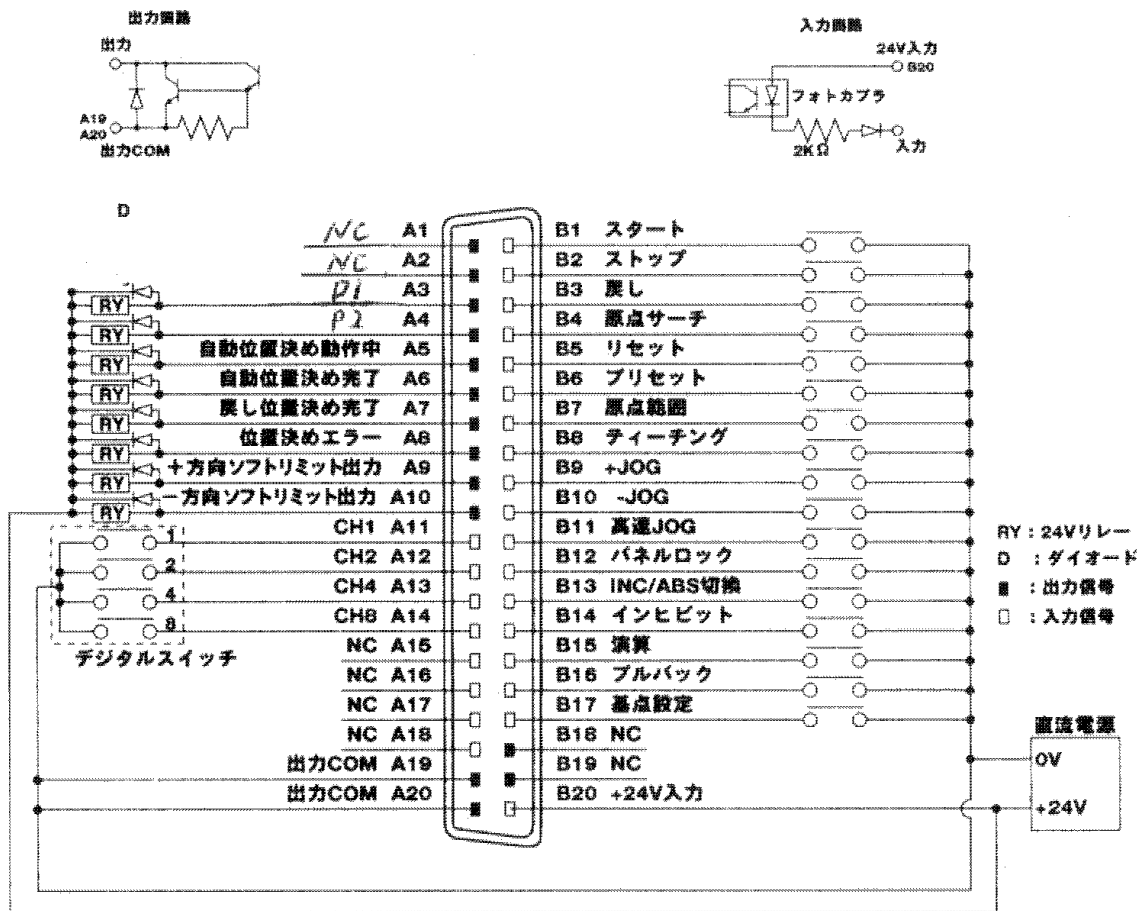 出力回路
出力
A19
A20
出力COM
入力回路
24V入力
B20
フォトカプラ
2KΩ
入力
D
NC A1
NC A2
P1 A3
P2 A4
自動位置決め動作中 A5
自動位置決め完了 A6
戻し位置決め完了 A7
位置決めエラー A8
+方向ソフトリミット出力 A9
-方向ソフトリミット出力 A10
CH1 A11
CH2 A12
CH4 A13
CH8 A14
NC A15
NC A16
NC A17
NC A18
出力COM A19
出力COM A20
RY
RY
RY
RY
RY
RY
RY
RY
1
2
4
8
デジタルスイッチ
B1 スタート
B2 ストップ
B3 戻し
B4 原点サーチ
B5 リセット
B6 プリセット
B7 原点範囲
B8 ティーチング
B9 +JOG
B10 -JOG
B11 高速JOG
B12 パネルロック
B13 INC/ABS切換
B14 インヒビット
B15 演算
B16 プルバック
B17 基点設定
B18 NC
B19 NC
B20 +24V入力
RY:24Vリレー
D :ダイオード
■ :出力信号
□ :入力信号
直流電源
0V
+24V